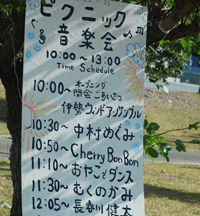 ピクニック
音楽会
10:00〜13:00
Time Schedule
10:00〜 オープニング
開会ごあいさつ
伊勢ウィンドアンサンブル
10:30〜 中村めぐみ
10:50〜 Cherry Bon Bon
11:10〜 おやこでダンス
11:30〜 むくのかみ
12:05〜 長谷川健太